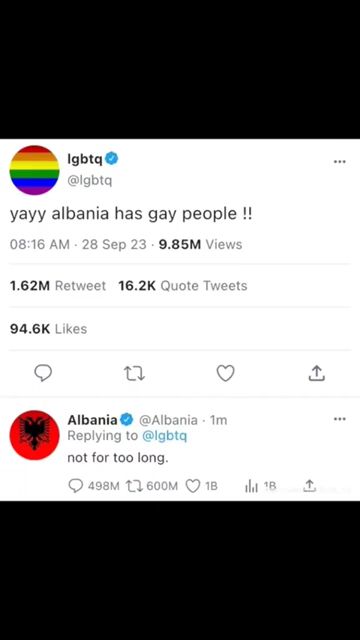 lgbtq
@lgbtq
yayy albania has gay people !!
08:16 AM · 28 Sep 23 · 9.85M Views
1.62M Retweet 16.2K Quote Tweets
94.6K Likes
Albania @Albania · 1m
Replying to @lgbtq
not for too long.
498M 600M 1B 1B